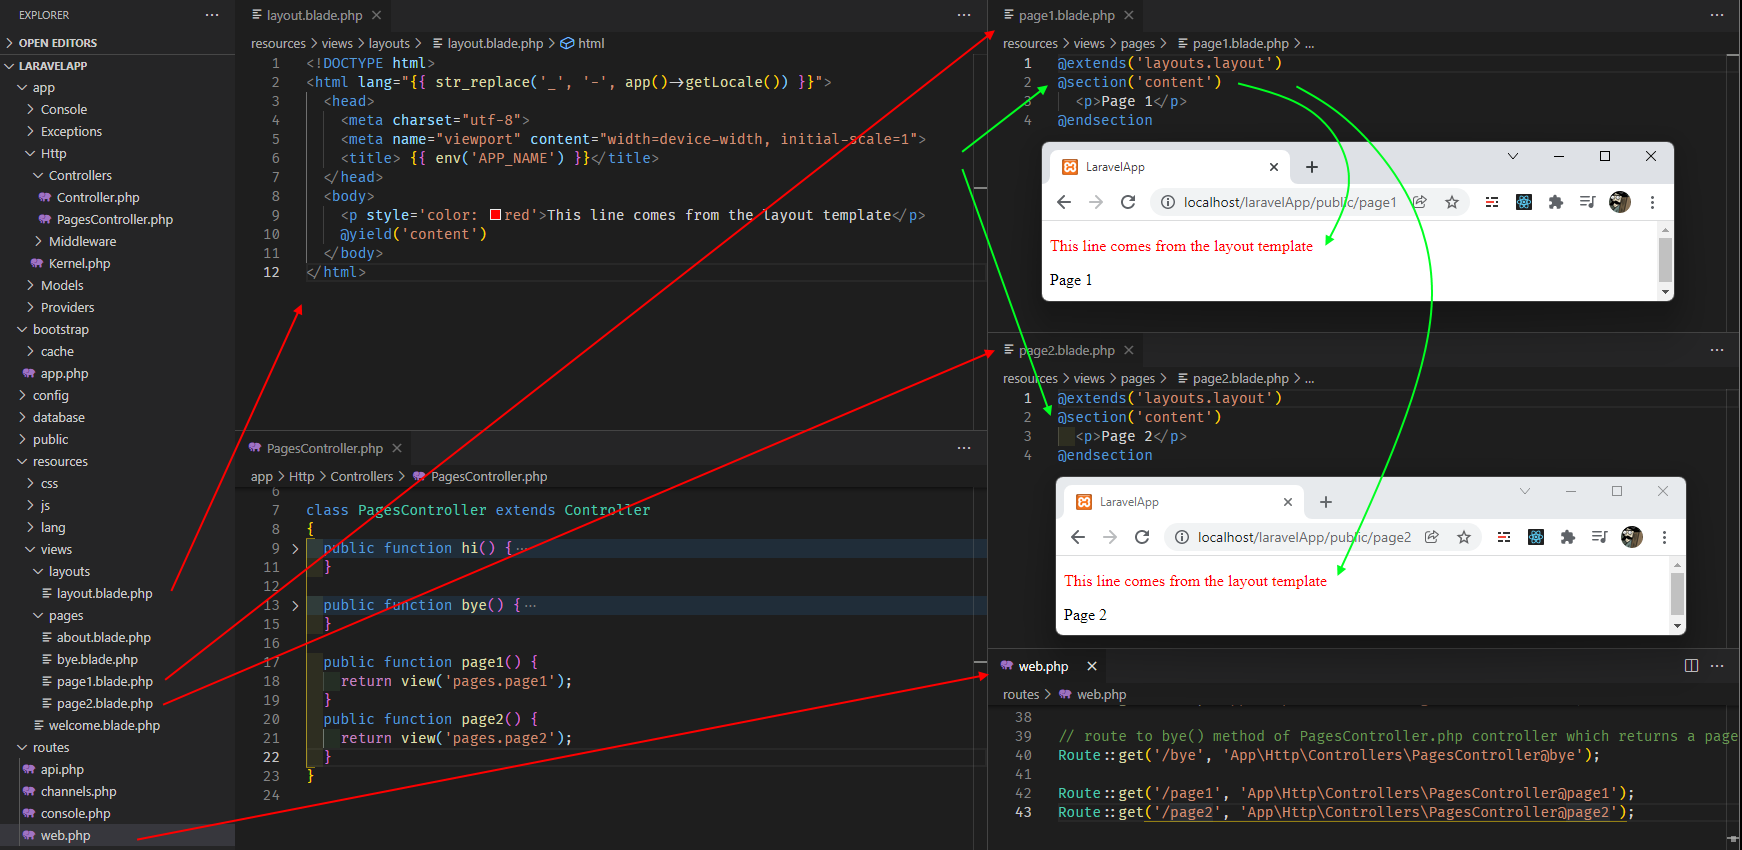 EXPLORER
OPEN EDITORS
LARAVELAPP
app
Console
Exceptions
Http
Controllers
Controller.php
PagesController.php
Middleware
Kernel.php
Models
Providers
bootstrap
cache
app.php
config
database
public
resources
css
js
lang
views
layouts
layout.blade.php
pages
about.blade.php
bye.blade.php
page1.blade.php
page2.blade.php
welcome.blade.php
routes
api.php
channels.php
console.php
web.php
layout.blade.php
resources > views > layouts > layout.blade.php > html
1 <!DOCTYPE html>
2 <html lang="{{ str_replace('_', '-', app()->getLocale()) }}">
3 <head>
4 <meta charset="utf-8">
5 <meta name="viewport" content="width=device-width, initial-scale=1">
6 <title> {{ env('APP_NAME') }}</title>
7 </head>
8 <body>
9 <p style='color: red'>This line comes from the layout template</p>
10 @yield('content')
11 </body>
12 </html>
PagesController.php
app > Http > Controllers > PagesController.php
6
7 class PagesController extends Controller
8 {
9 public function hi() { ...
11 }
12
13 public function bye() { ...
15 }
16
17 public function page1() {
18 return view('pages.page1');
19 }
20 public function page2() {
21 return view('pages.page2');
22 }
23 }
24
page1.blade.php
resources > views > pages > page1.blade.php > ...
1 @extends('layouts.layout')
2 @section('content')
3 <p>Page 1</p>
4 @endsection
LaravelApp
localhost/laravelApp/public/page1
This line comes from the layout template
Page 1
page2.blade.php
resources > views > pages > page2.blade.php > ...
1 @extends('layouts.layout')
2 @section('content')
3 <p>Page 2</p>
4 @endsection
LaravelApp
localhost/laravelApp/public/page2
This line comes from the layout template
Page 2
web.php
routes > web.php
38
39 // route to bye() method of PagesController.php controller which returns a page
40 Route::get('/bye', 'App\Http\Controllers\PagesController@bye');
41
42 Route::get('/page1', 'App\Http\Controllers\PagesController@page1');
43 Route::get('/page2', 'App\Http\Controllers\PagesController@page2');